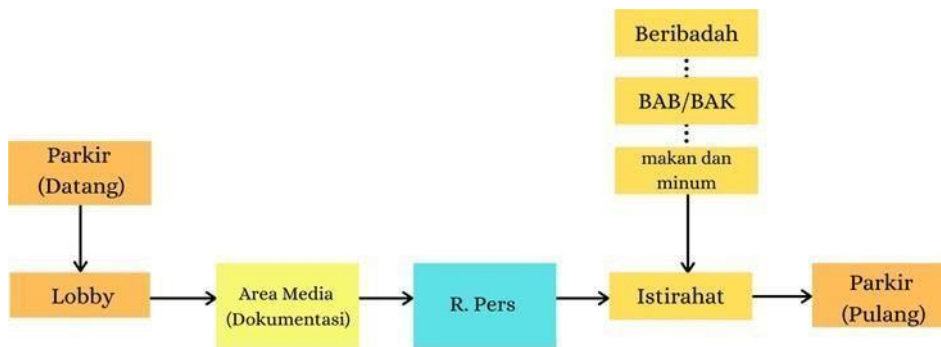 Beribadah
BAB/BAK
makan dan
minum
Parkir
(Datang)
Lobby
Area Media
(Dokumentasi)
R. Pers
Istirahat
Parkir
(Pulang)